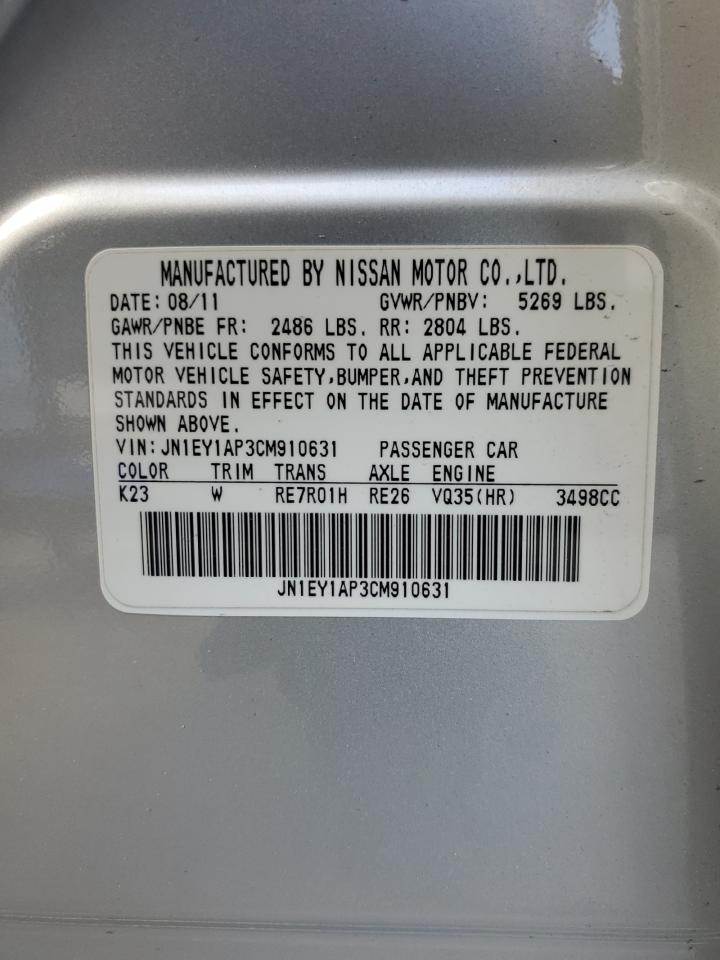 MANUFACTURED BY NISSAN MOTOR CO.,LTD.
DATE: 08/11 GVWR/PNBV: 5269 LBS.
GAWR/PNBE FR: 2486 LBS. RR: 2804 LBS.
THIS VEHICLE CONFORMS TO ALL APPLICABLE FEDERAL
MOTOR VEHICLE SAFETY,BUMPER,AND THEFT PREVENTION
STANDARDS IN EFFECT ON THE DATE OF MANUFACTURE
SHOWN ABOVE.
VIN: JN1EY1AP3CM910631 PASSENGER CAR
COLOR TRIM TRANS AXLE ENGINE
K23 W RE7R01H RE26 VQ35(HR) 3498CC
JN1EY1AP3CM910631